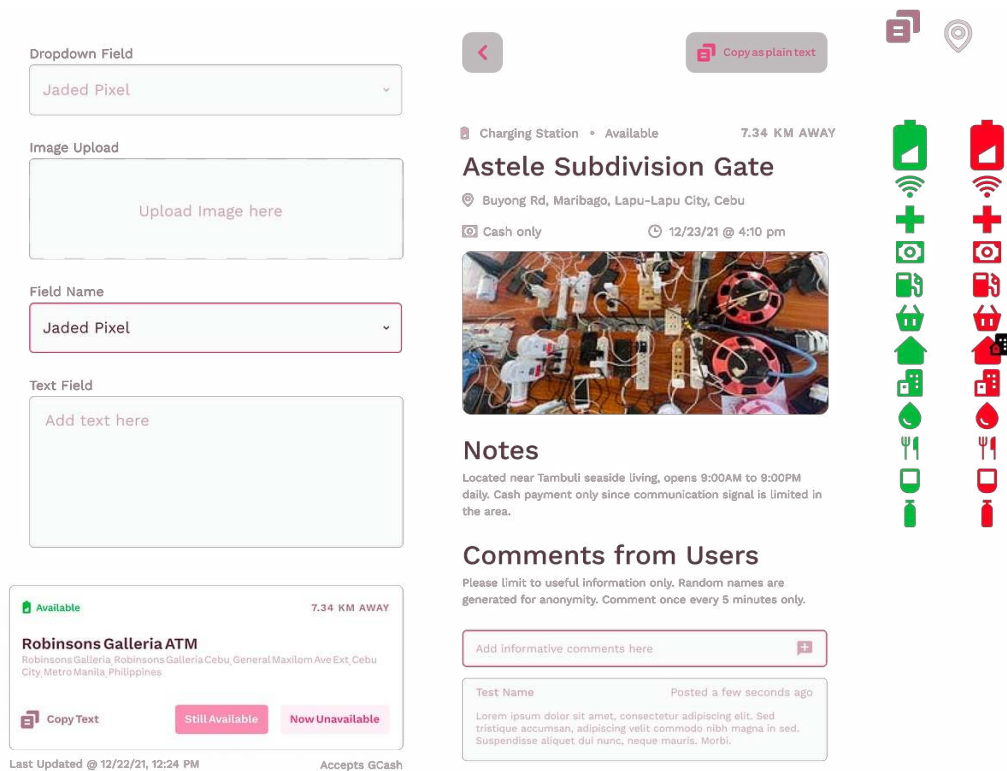 Dropdown Field
Jaded Pixel
Image Upload
Upload Image here
Field Name
Jaded Pixel
Text Field
Add text here
Available
7.34 KM AWAY
Robinsons Galleria ATM
Robinsons Galleria, Robinsons Galleria Cebu, General Maxilom Ave Ext, Cebu
City, Metro Manila, Philippines
Copy Text
Still Available
Now Unavailable
Last Updated @ 12/22/21, 12:24 PM
Accepts GCash
Copy as plain text
Charging Station • Available
7.34 KM AWAY
Astele Subdivision Gate
Buyong Rd, Maribago, Lapu-Lapu City, Cebu
Cash only
12/23/21 @ 4:10 pm
Notes
Located near Tambuli seaside living, opens 9:00AM to 9:00PM
daily. Cash payment only since communication signal is limited in
the area.
Comments from Users
Please limit to useful information only. Random names are
generated for anonymity. Comment once every 5 minutes only.
Add informative comments here
Test Name
Posted a few seconds ago
Lorem ipsum dolor sit amet, consectetur adipiscing elit. Sed
tristique accumsan, adipiscing velit commodo nibh magna in sed.
Suspendisse aliquet dui nunc, neque mauris. Morbi.